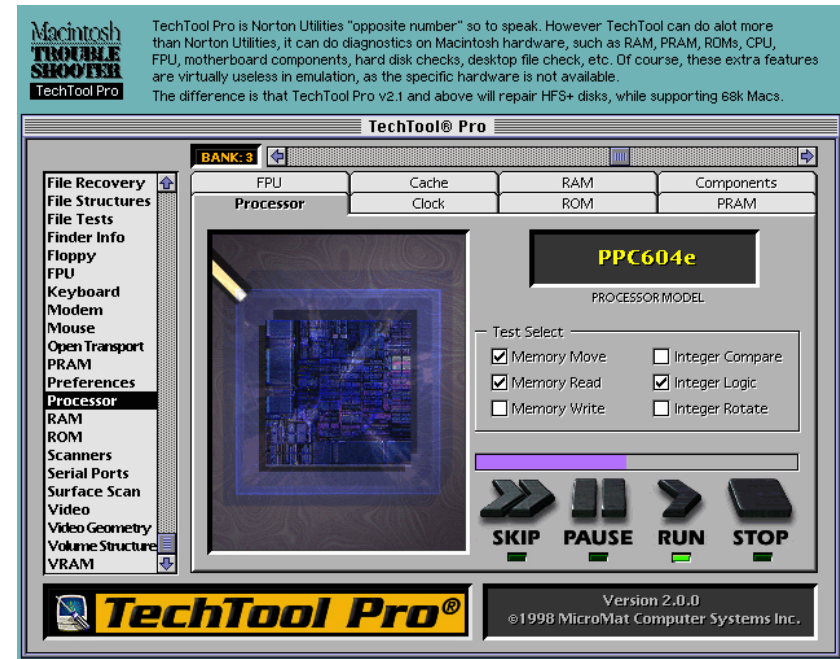 Macintosh
TROUBLE
SHOOTER
TechTool Pro
TechTool Pro is Norton Utilities "opposite number" so to speak. However TechTool can do alot more
than Norton Utilities, it can do diagnostics on Macintosh hardware, such as RAM, PRAM, ROMs, CPU,
FPU, motherboard components, hard disk checks, desktop file check, etc. Of course, these extra features
are virtually useless in emulation, as the specific hardware is not available.
The difference is that TechTool Pro v2.1 and above will repair HFS+ disks, while supporting 68k Macs.
TechTool® Pro
BANK: 3
File Recovery
File Structures
File Tests
Finder Info
Floppy
FPU
Keyboard
Modem
Mouse
Open Transport
PRAM
Preferences
Processor
RAM
ROM
Scanners
Serial Ports
Surface Scan
Video
Video Geometry
Volume Structure
VRAM
FPU Cache RAM Components
Processor Clock ROM PRAM
PPC604e
PROCESSOR MODEL
Test Select
Memory Move Integer Compare
Memory Read Integer Logic
Memory Write Integer Rotate
SKIP PAUSE RUN STOP
TechTool Pro®
Version 2.0.0
©1998 MicroMat Computer Systems Inc.